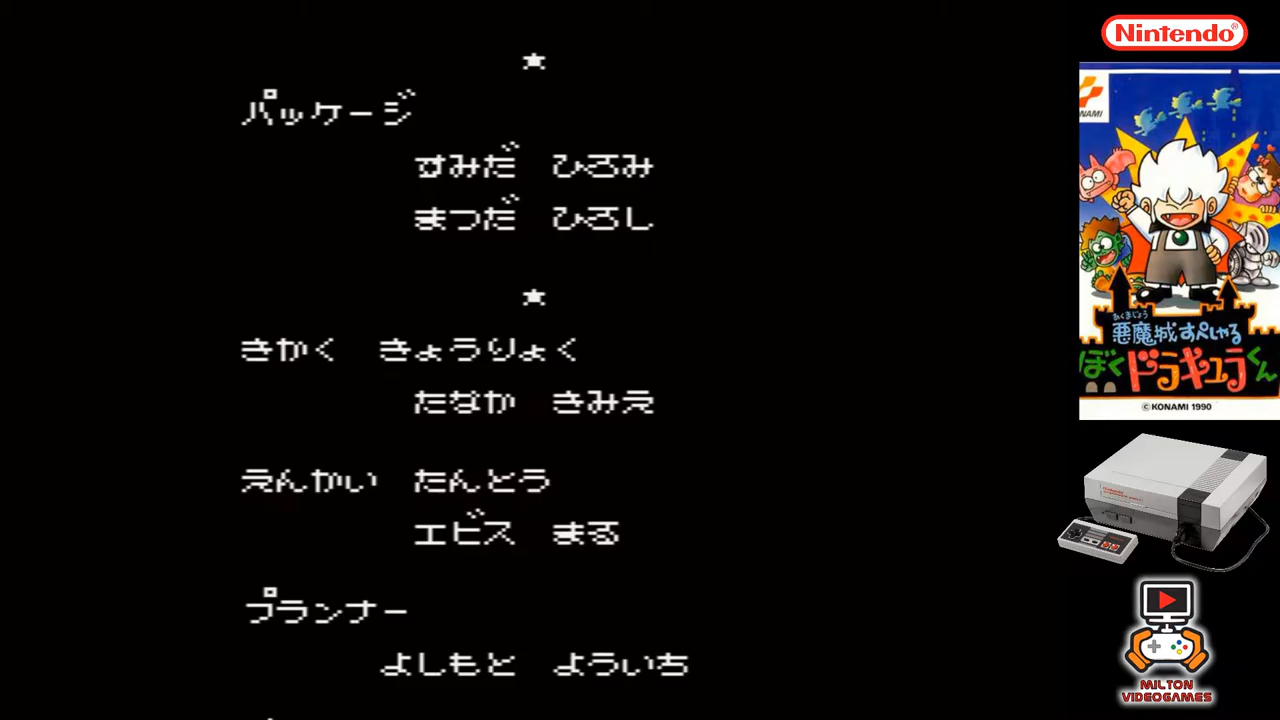 ★
パッケージ
すみだ ひろみ
まつだ ひろし
★
きかく きょうりょく
たなか きみえ
えんかい たんとう
エビス まる
プランナー
よしもと よういち
Nintendo®
KONAMI
あくまじょう
悪魔城すぺしゃる
ぼくドラキュラくん
©KONAMI 1990
MILTON
VIDEOGAMES